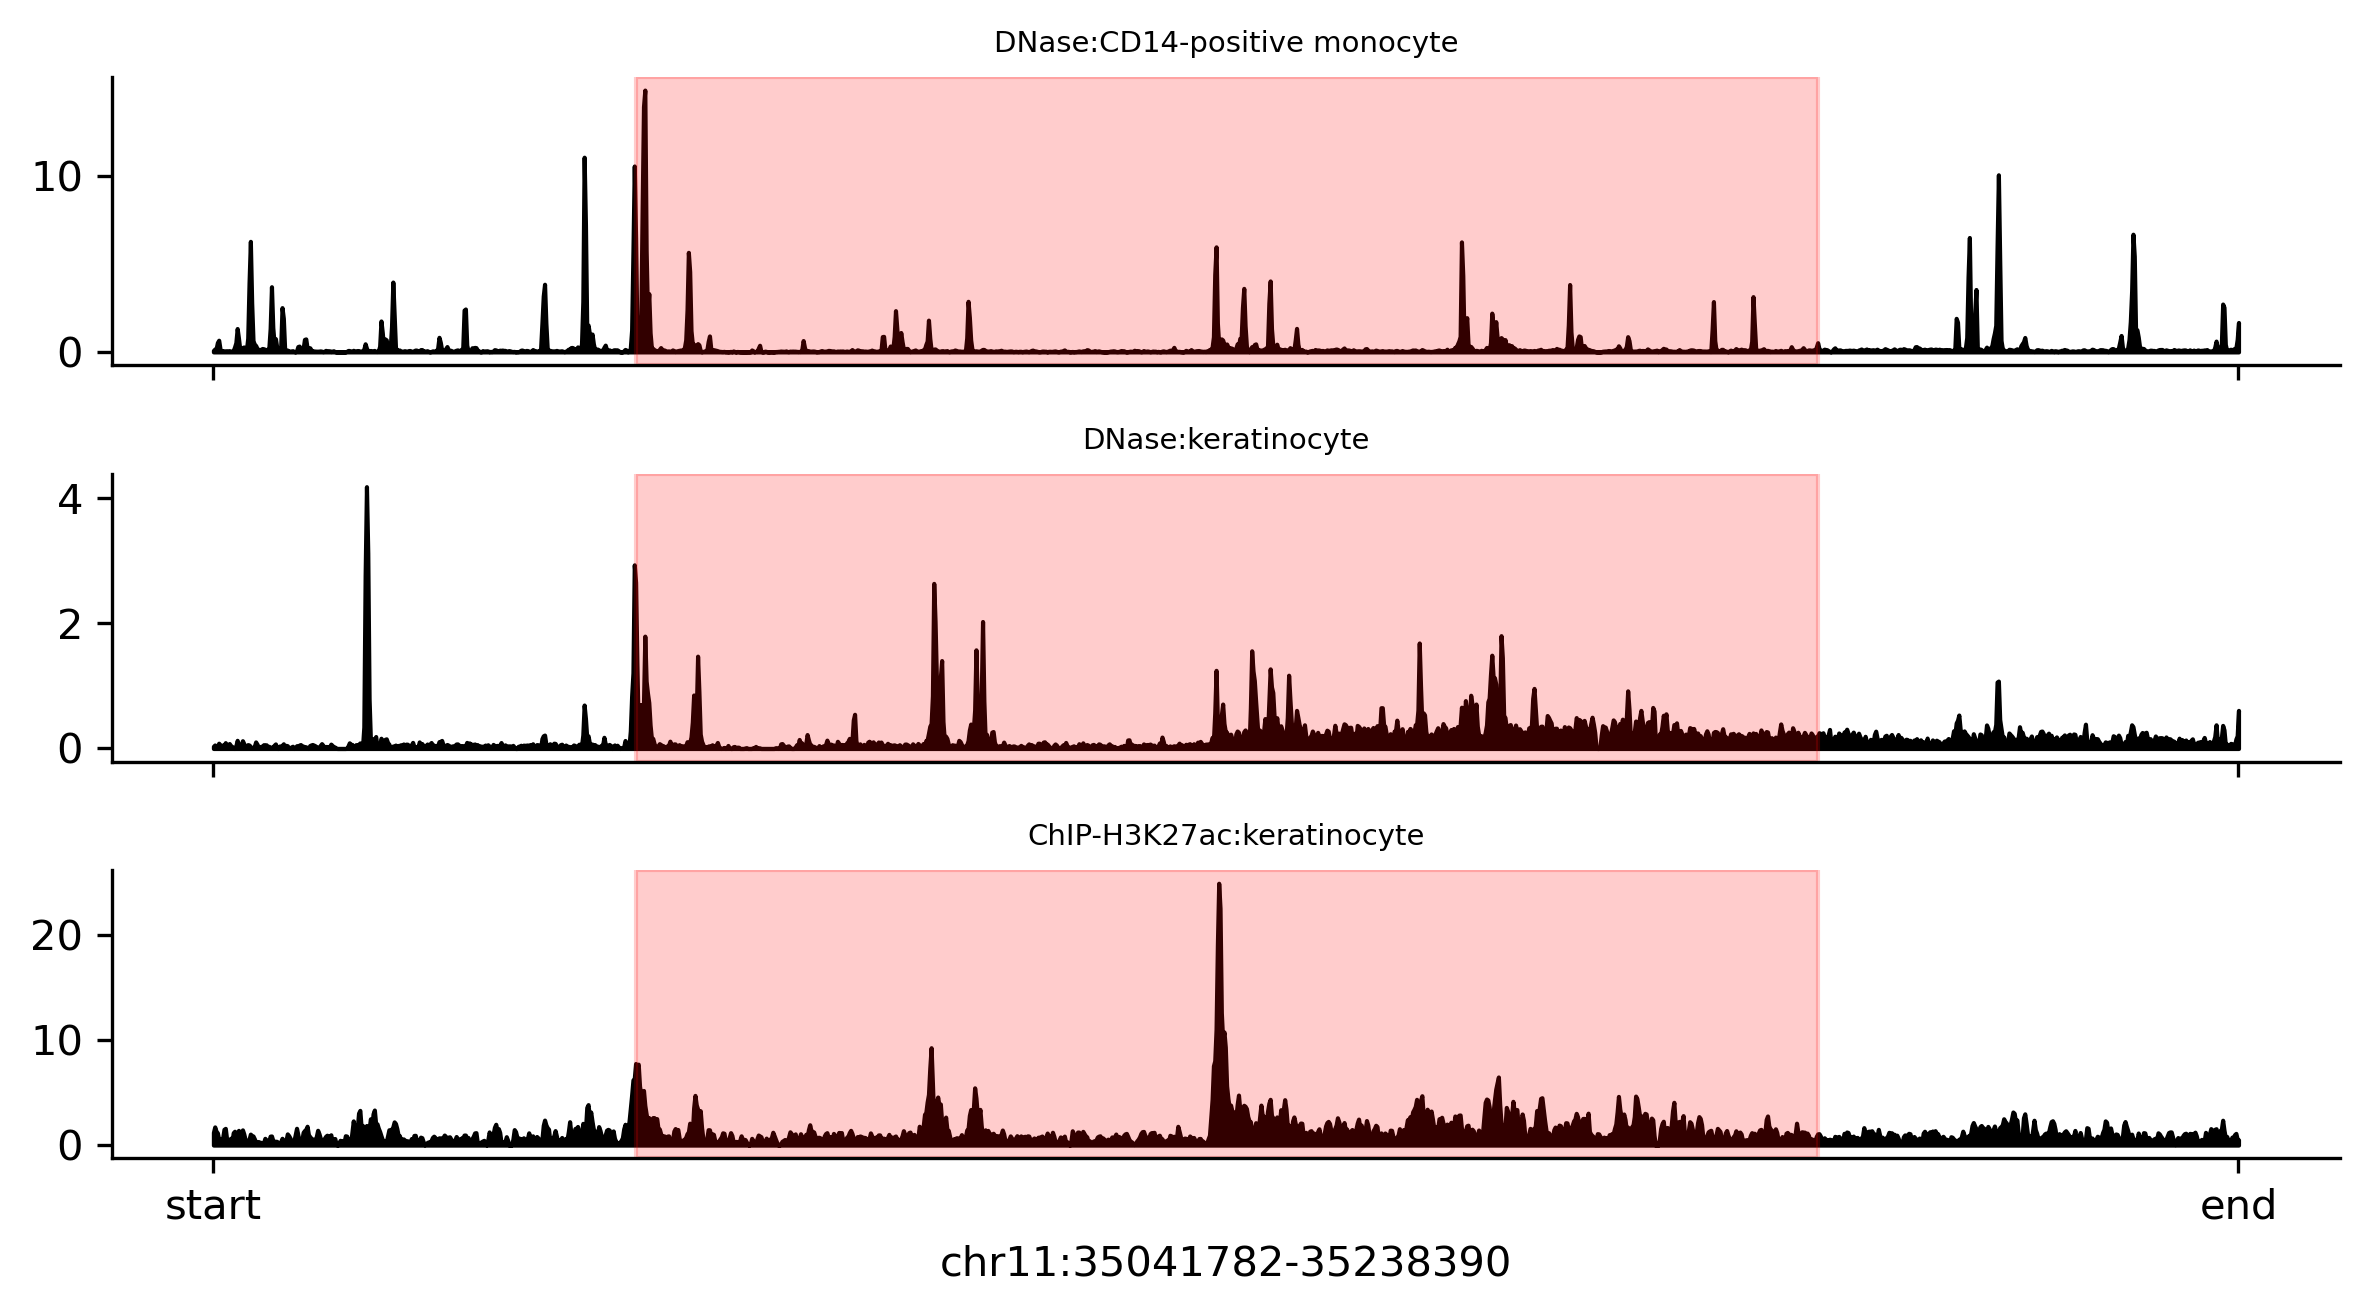 DNase:CD14-positive monocyte
10
0
DNase:keratinocyte
4
2
0
ChIP-H3K27ac:keratinocyte
20
10
0
start end
chr11:35041782-35238390